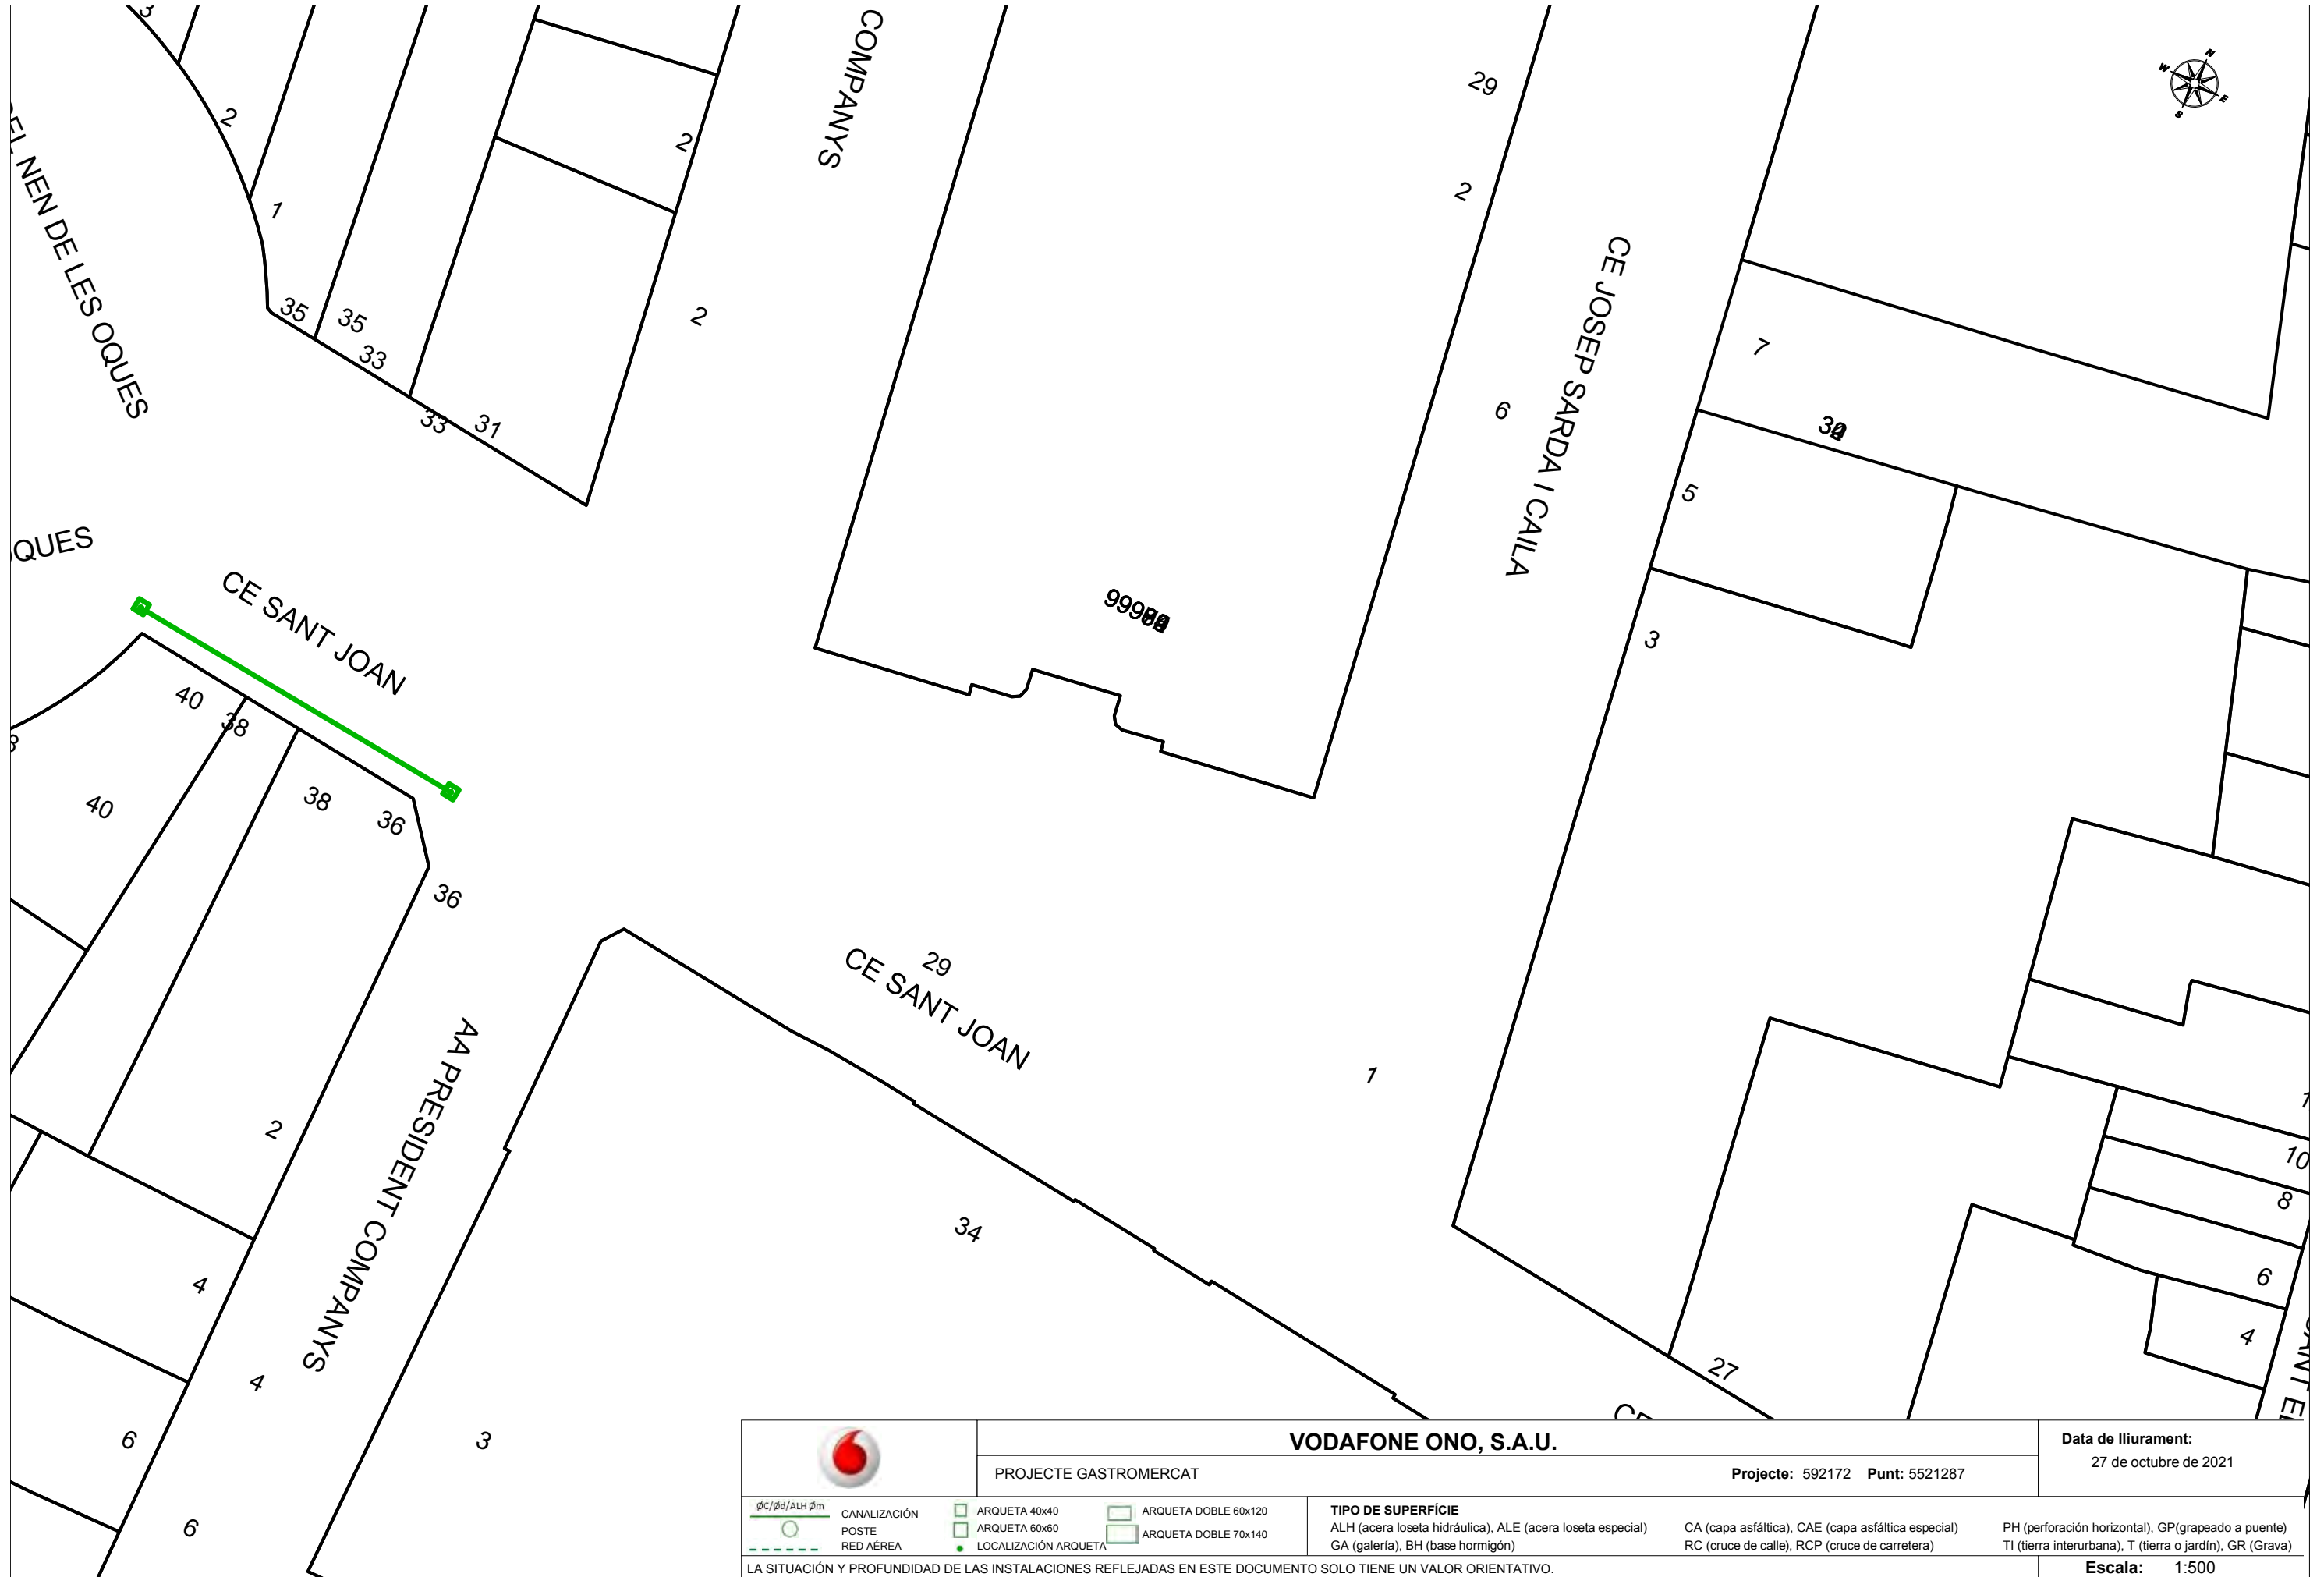 3
COMPANYS
29
N
W
E
S
2
2
2
DEL NEN DE LES OQUES
1
CE JOSEP SARDA I CAILA
35
35
2
33
7
33
31
6
5
OQUES
CE SANT JOAN
3
40
38
40
38
36
36
29
CE SANT JOAN
1
AA PRESIDENT COMPANYS
2
10
8
34
6
4
4
27
4
6
3
6
VODAFONE ONO, S.A.U.
PROJECTE GASTROMERCAT
Projecte: 592172 Punt: 5521287
Data de lliurament:
27 de octubre de 2021
ØC/Ød/ALH Øm
CANALIZACIÓN
POSTE
RED AÉREA
ARQUETA 40x40
ARQUETA 60x60
LOCALIZACIÓN ARQUETA
ARQUETA DOBLE 60x120
ARQUETA DOBLE 70x140
TIPO DE SUPERFÍCIE
ALH (acera loseta hidráulica), ALE (acera loseta especial)
GA (galería), BH (base hormigón)
CA (capa asfáltica), CAE (capa asfáltica especial)
RC (cruce de calle), RCP (cruce de carretera)
PH (perforación horizontal), GP(grapeado a puente)
TI (tierra interurbana), T (tierra o jardín), GR (Grava)
LA SITUACIÓN Y PROFUNDIDAD DE LAS INSTALACIONES REFLEJADAS EN ESTE DOCUMENTO SOLO TIENE UN VALOR ORIENTATIVO.
Escala: 1:500